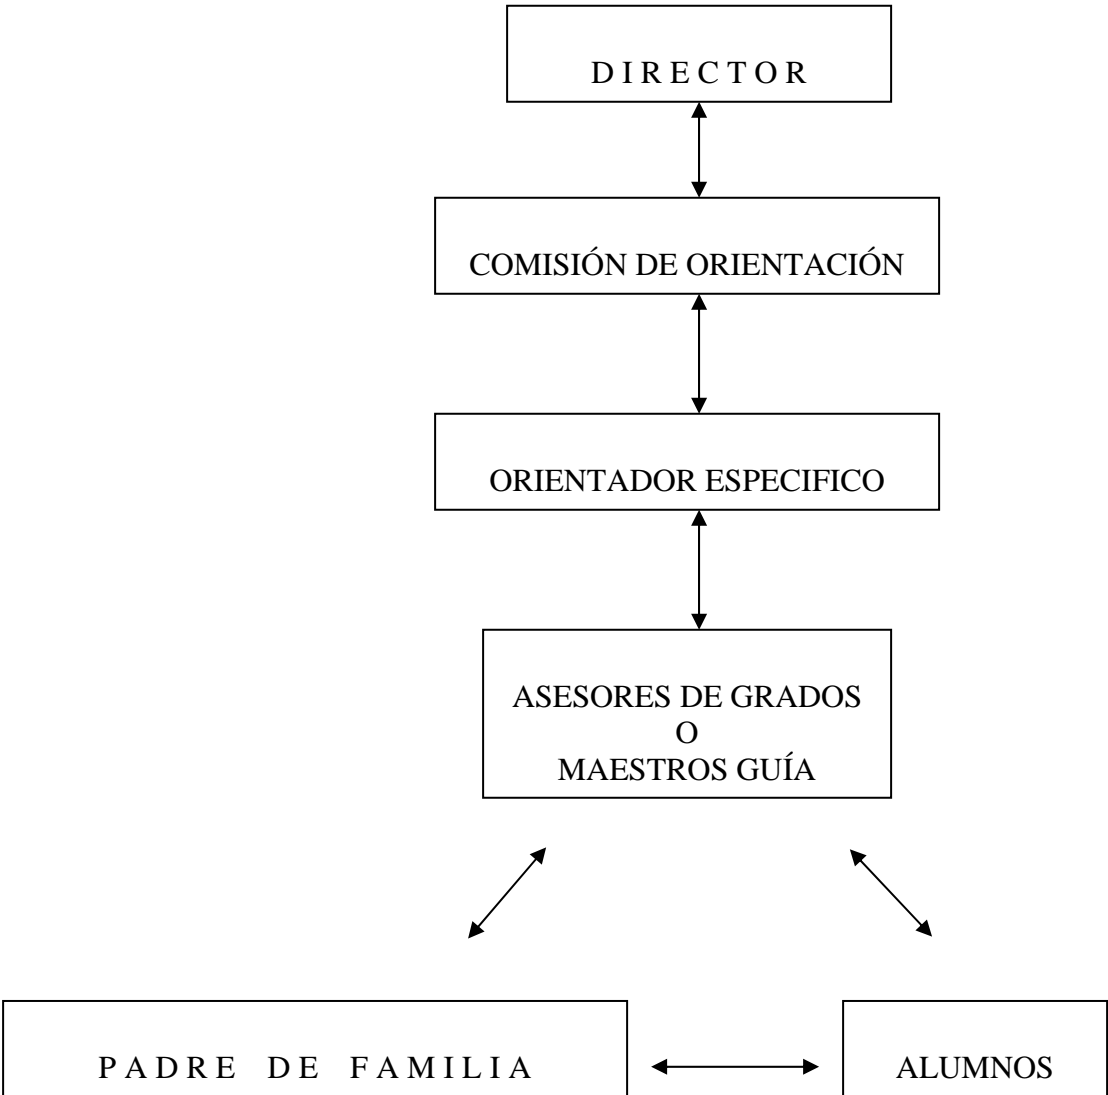 D I R E C T O R
COMISIÓN DE ORIENTACIÓN
ORIENTADOR ESPECIFICO
ASESORES DE GRADOS
O
MAESTROS GUÍA
P A D R E   D E   F A M I L I A
ALUMNOS